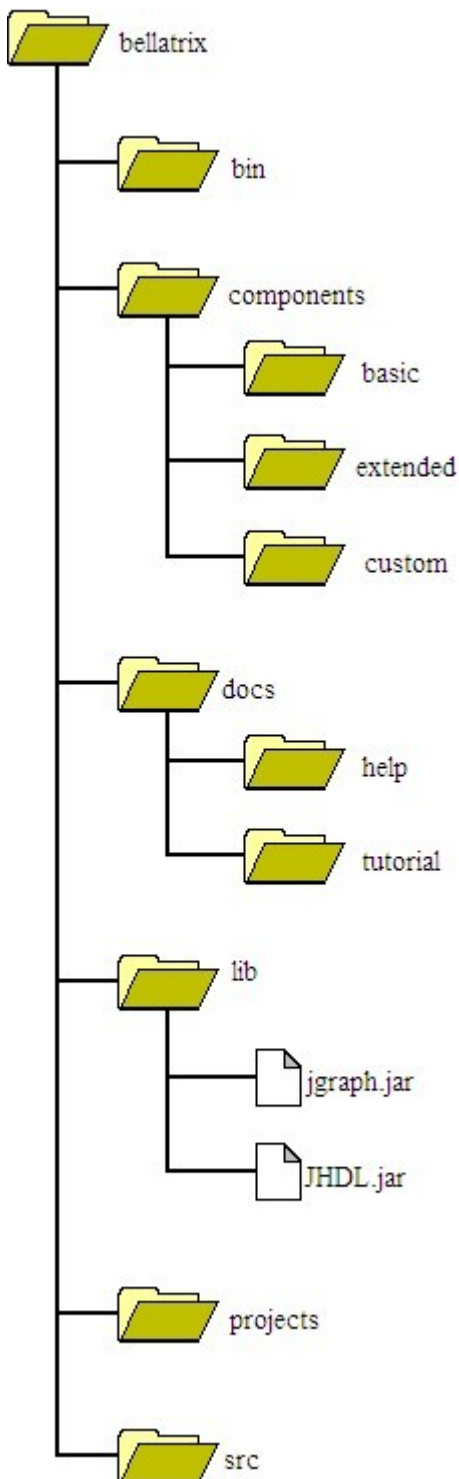 bellatrix
bin
components
basic
extended
custom
docs
help
tutorial
lib
jgraph.jar
JHDL.jar
projects
src